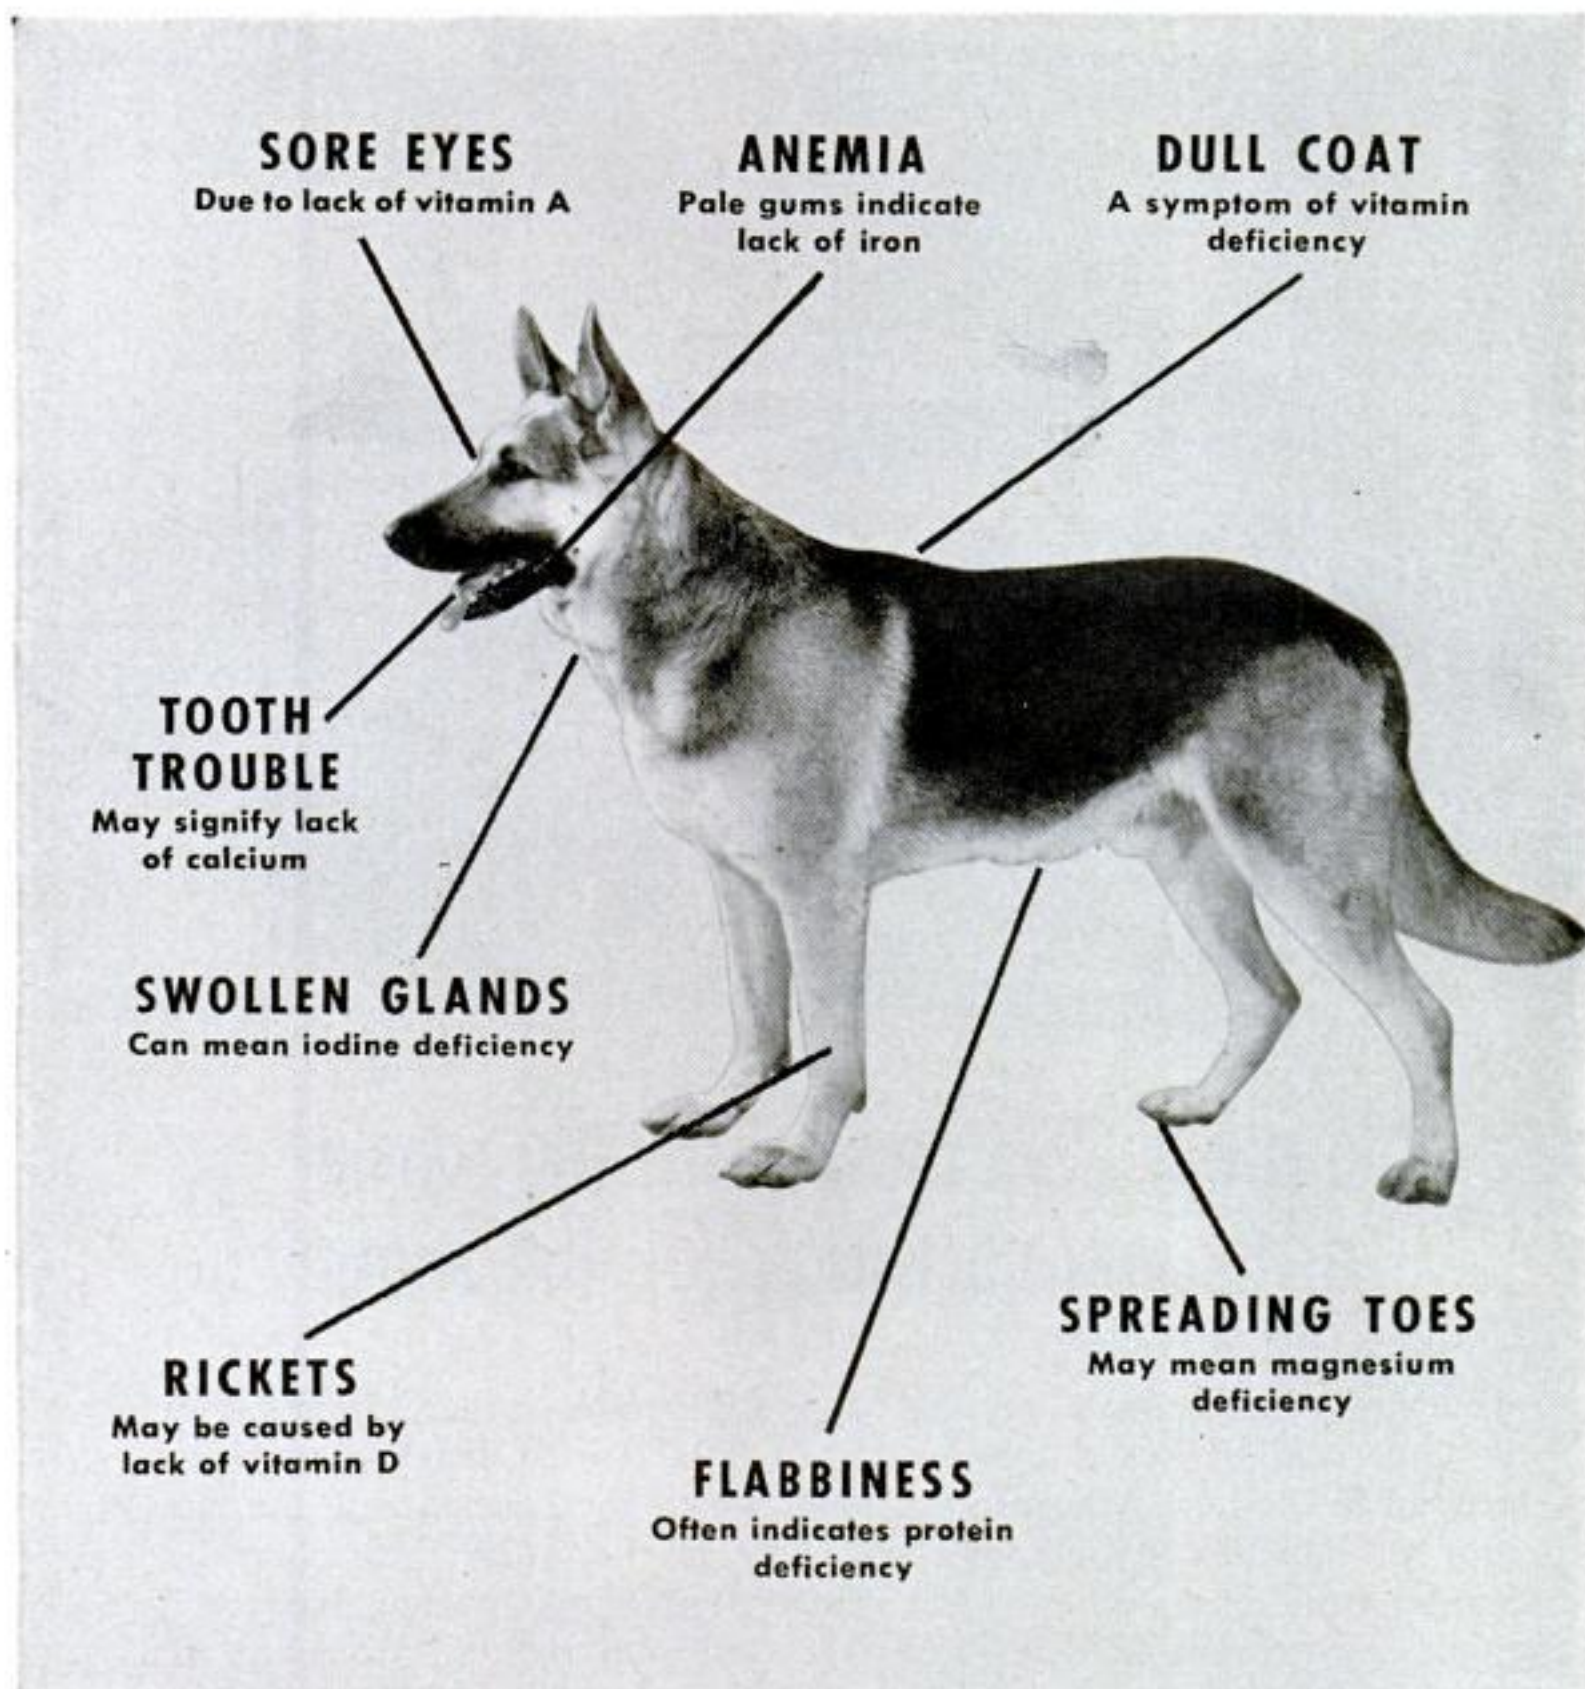 SORE EYES
Due to lack of vitamin A
ANEMIA
Pale gums indicate
lack of iron
DULL COAT
A symptom of vitamin
deficiency
TOOTH
TROUBLE
May signify lack
of calcium
SWOLLEN GLANDS
Can mean iodine deficiency
RICKETS
May be caused by
lack of vitamin D
FLABBINESS
Often indicates protein
deficiency
SPREADING TOES
May mean magnesium
deficiency